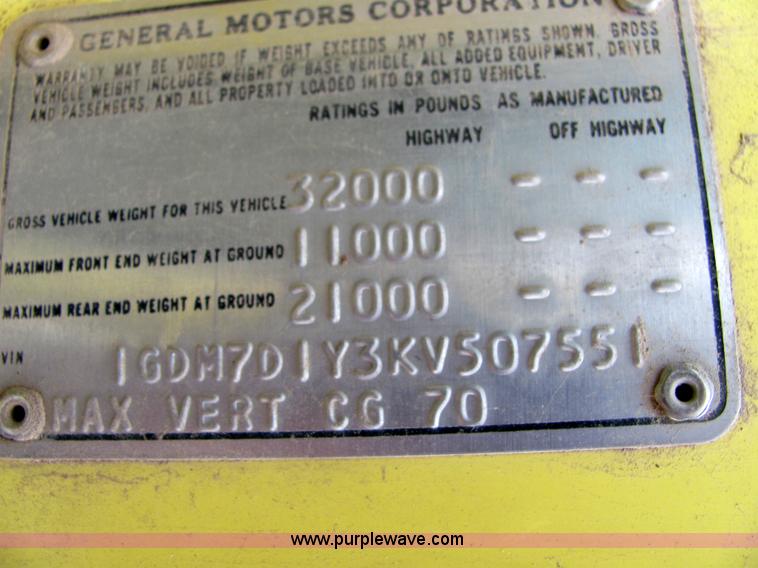 GENERAL MOTORS CORPORATION
WARRANTY MAY BE VOIDED IF WEIGHT EXCEEDS ANY OF RATINGS SHOWN. GROSS
VEHICLE WEIGHT INCLUDES WEIGHT OF BASE VEHICLE, ALL ADDED EQUIPMENT, DRIVER
AND PASSENGERS, AND ALL PROPERTY LOADED INTO OR ONTO VEHICLE.
RATINGS IN POUNDS AS MANUFACTURED
HIGHWAY OFF HIGHWAY
GROSS VEHICLE WEIGHT FOR THIS VEHICLE 32000 - - -
MAXIMUM FRONT END WEIGHT AT GROUND 11000 - - -
MAXIMUM REAR END WEIGHT AT GROUND 21000 - - -
VIN 1GDM7D1Y3KV507551
MAX VERT CG 70
www.purplewave.com